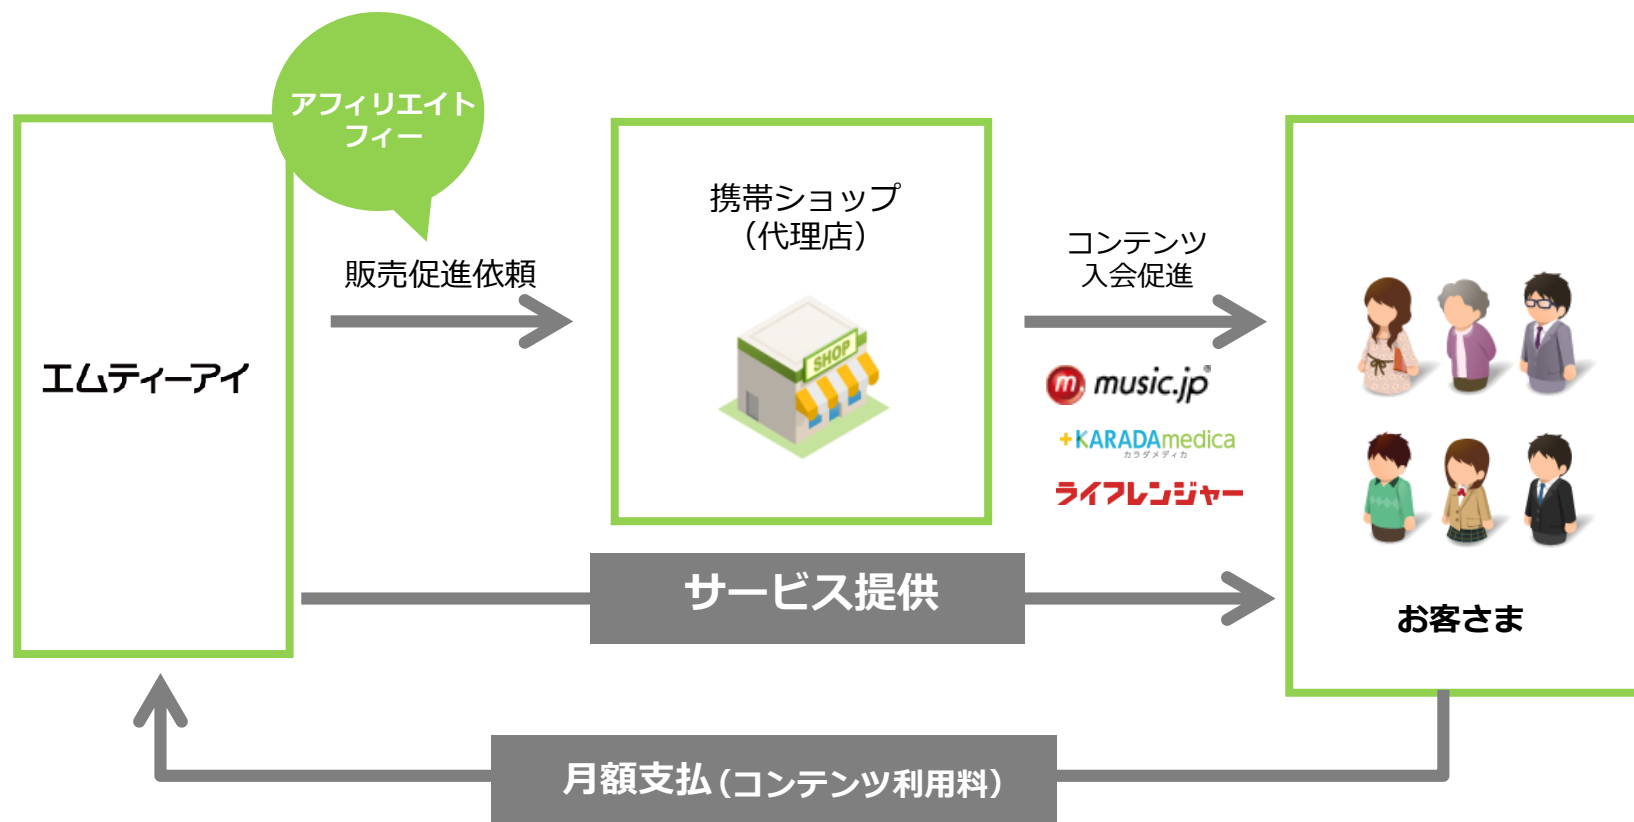 アフィリエイト
フィー
販売促進依頼
エムティーアイ
携帯ショップ
（代理店）
SHOP
コンテンツ
入会促進
m. music.jp®
+KARADAmedica
カラダメディカ
ライフレンジャー
お客さま
サービス提供
月額支払（コンテンツ利用料）